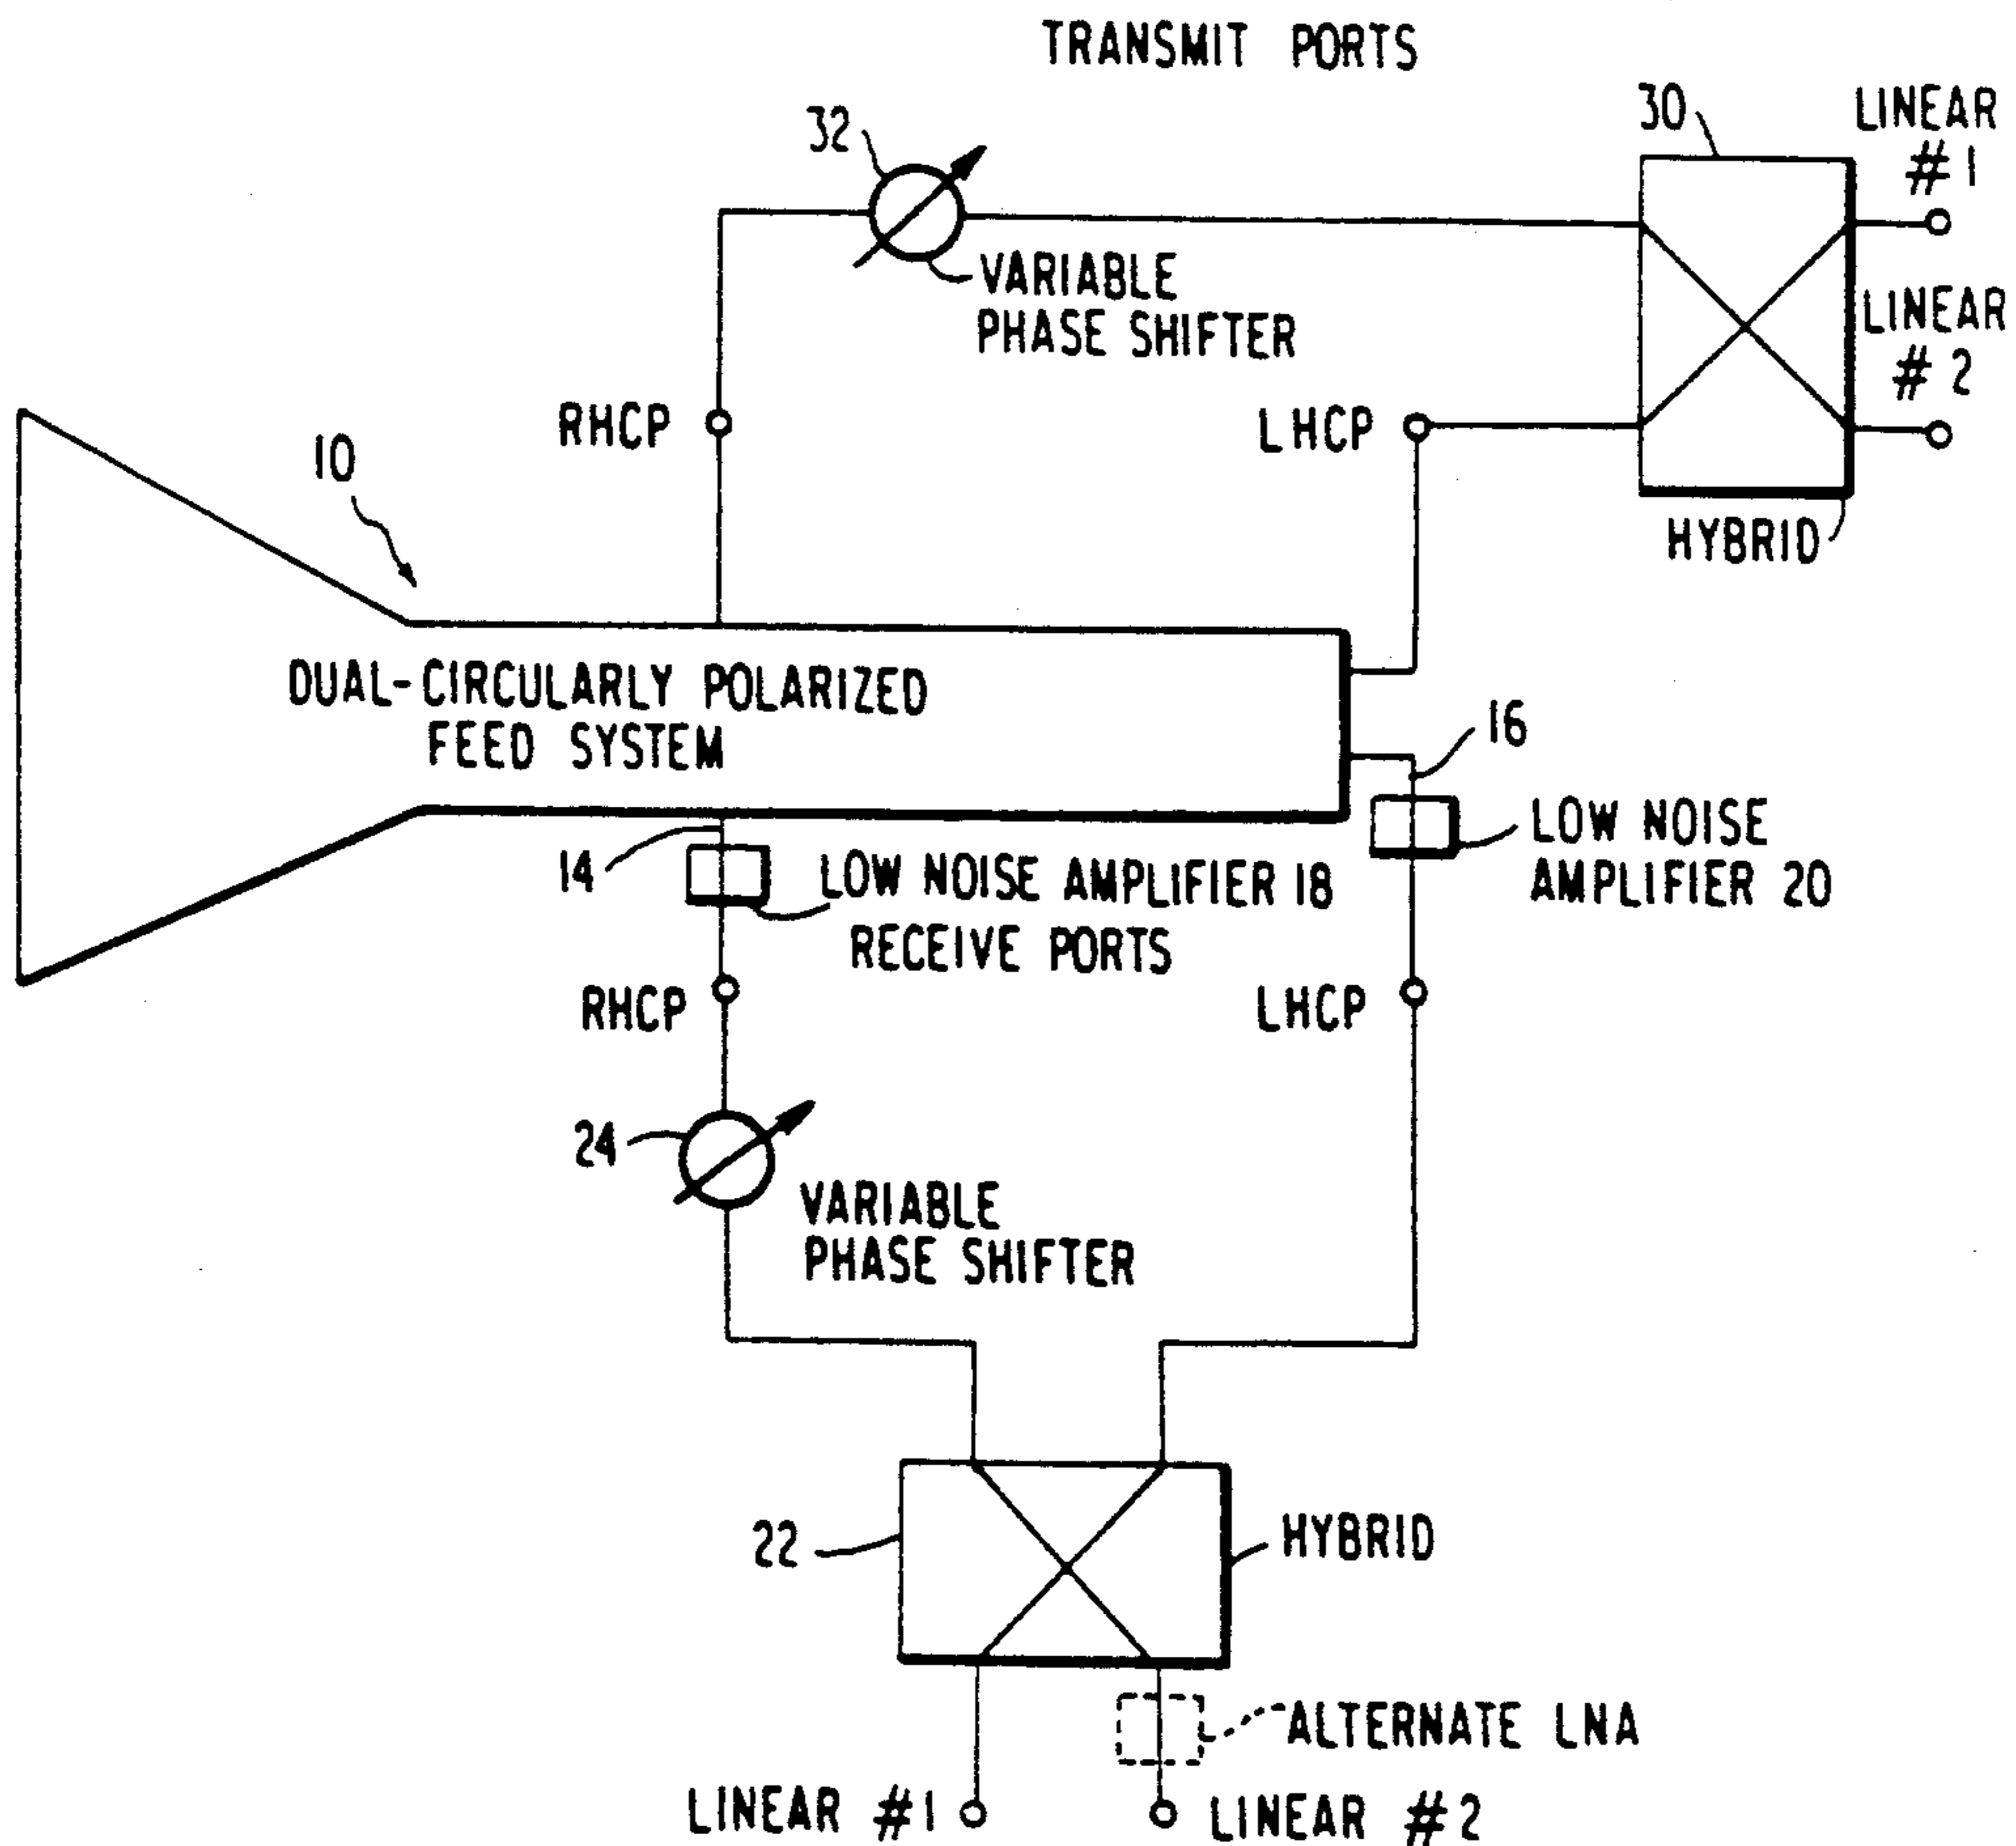 TRANSMIT PORTS
32
30
LINEAR
# 1
VARIABLE
PHASE SHIFTER
LINEAR
# 2
RHCP
LHCP
10
HYBRID
DUAL-CIRCULARLY POLARIZED
FEED SYSTEM
16
14
LOW NOISE AMPLIFIER 18
RECEIVE PORTS
LOW NOISE
AMPLIFIER 20
RHCP
LHCP
24
VARIABLE
PHASE SHIFTER
22
HYBRID
ALTERNATE LNA
LINEAR #1
LINEAR #2